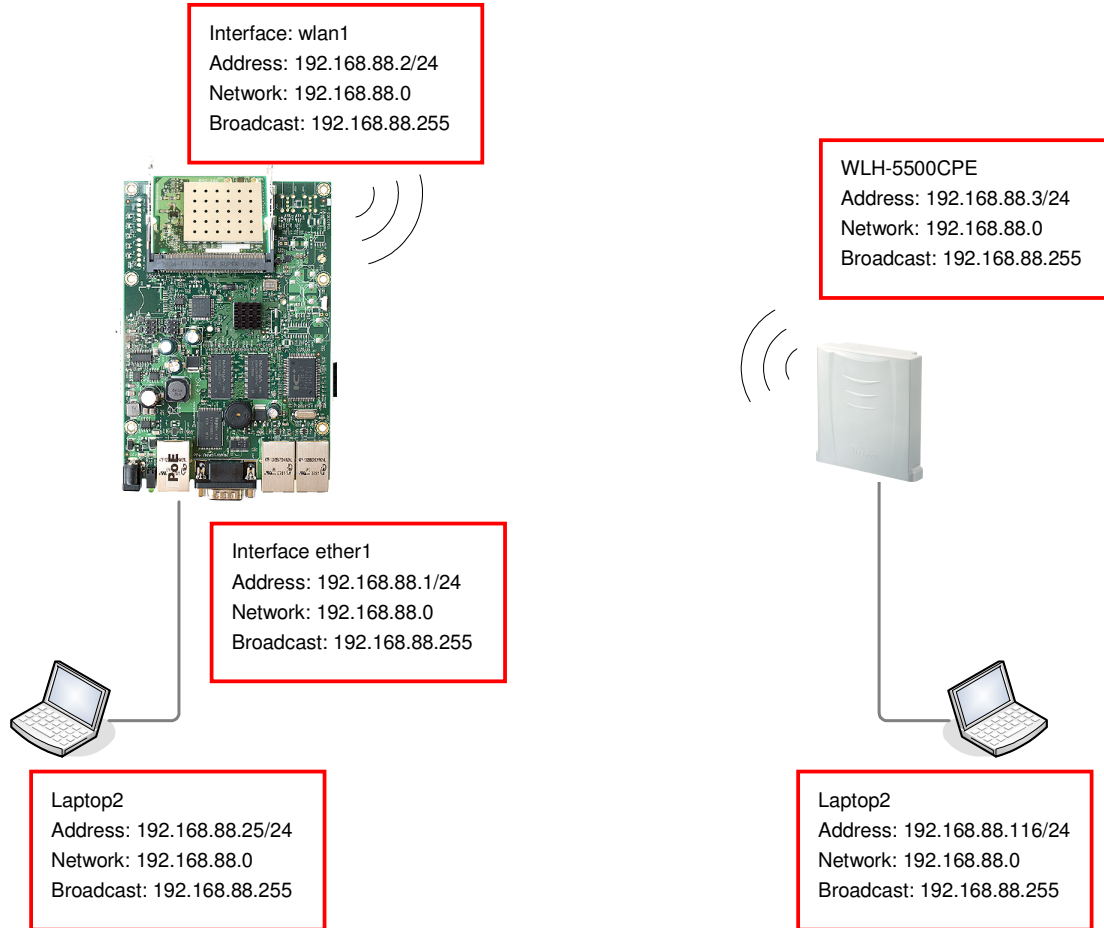 Interface: wlan1
Address: 192.168.88.2/24
Network: 192.168.88.0
Broadcast: 192.168.88.255
WLH-5500CPE
Address: 192.168.88.3/24
Network: 192.168.88.0
Broadcast: 192.168.88.255
PoE
Interface ether1
Address: 192.168.88.1/24
Network: 192.168.88.0
Broadcast: 192.168.88.255
Laptop2
Address: 192.168.88.25/24
Network: 192.168.88.0
Broadcast: 192.168.88.255
Laptop2
Address: 192.168.88.116/24
Network: 192.168.88.0
Broadcast: 192.168.88.255